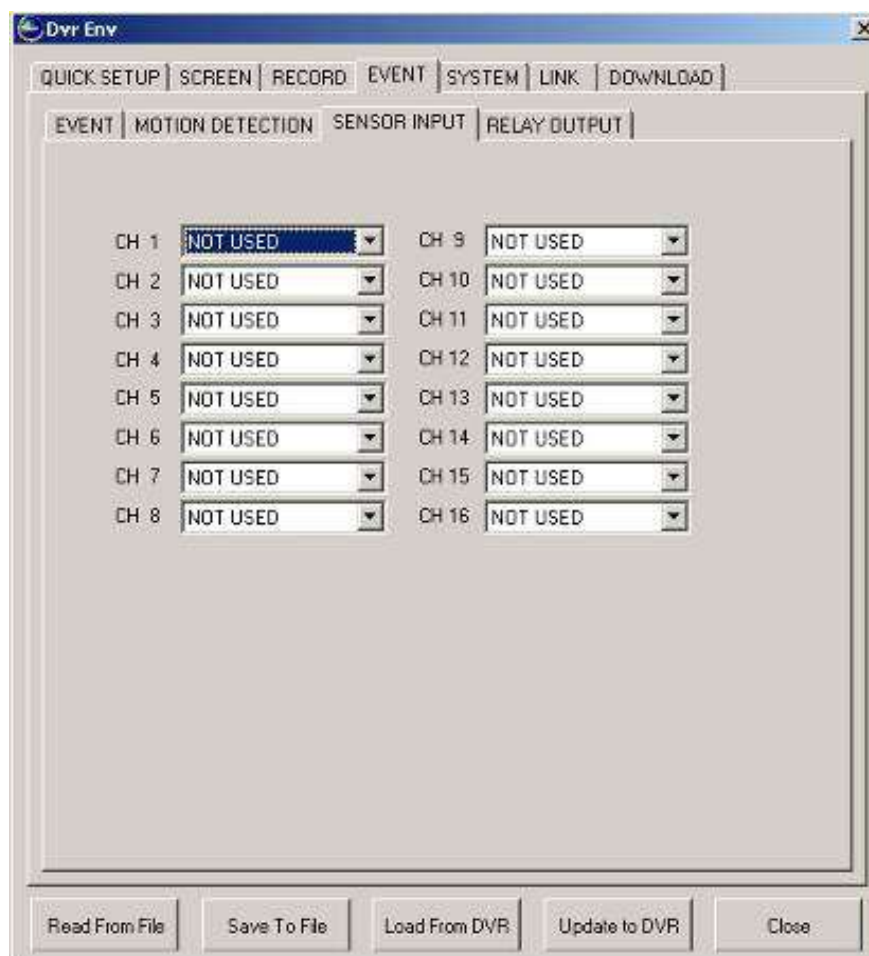 Dvr Env
QUICK SETUP SCREEN RECORD EVENT SYSTEM LINK DOWNLOAD
EVENT MOTION DETECTION SENSOR INPUT RELAY OUTPUT
CH 1 NOT USED CH 9 NOT USED
CH 2 NOT USED CH 10 NOT USED
CH 3 NOT USED CH 11 NOT USED
CH 4 NOT USED CH 12 NOT USED
CH 5 NOT USED CH 13 NOT USED
CH 6 NOT USED CH 14 NOT USED
CH 7 NOT USED CH 15 NOT USED
CH 8 NOT USED CH 16 NOT USED
Read From File Save To File Load From DVR Update to DVR Close